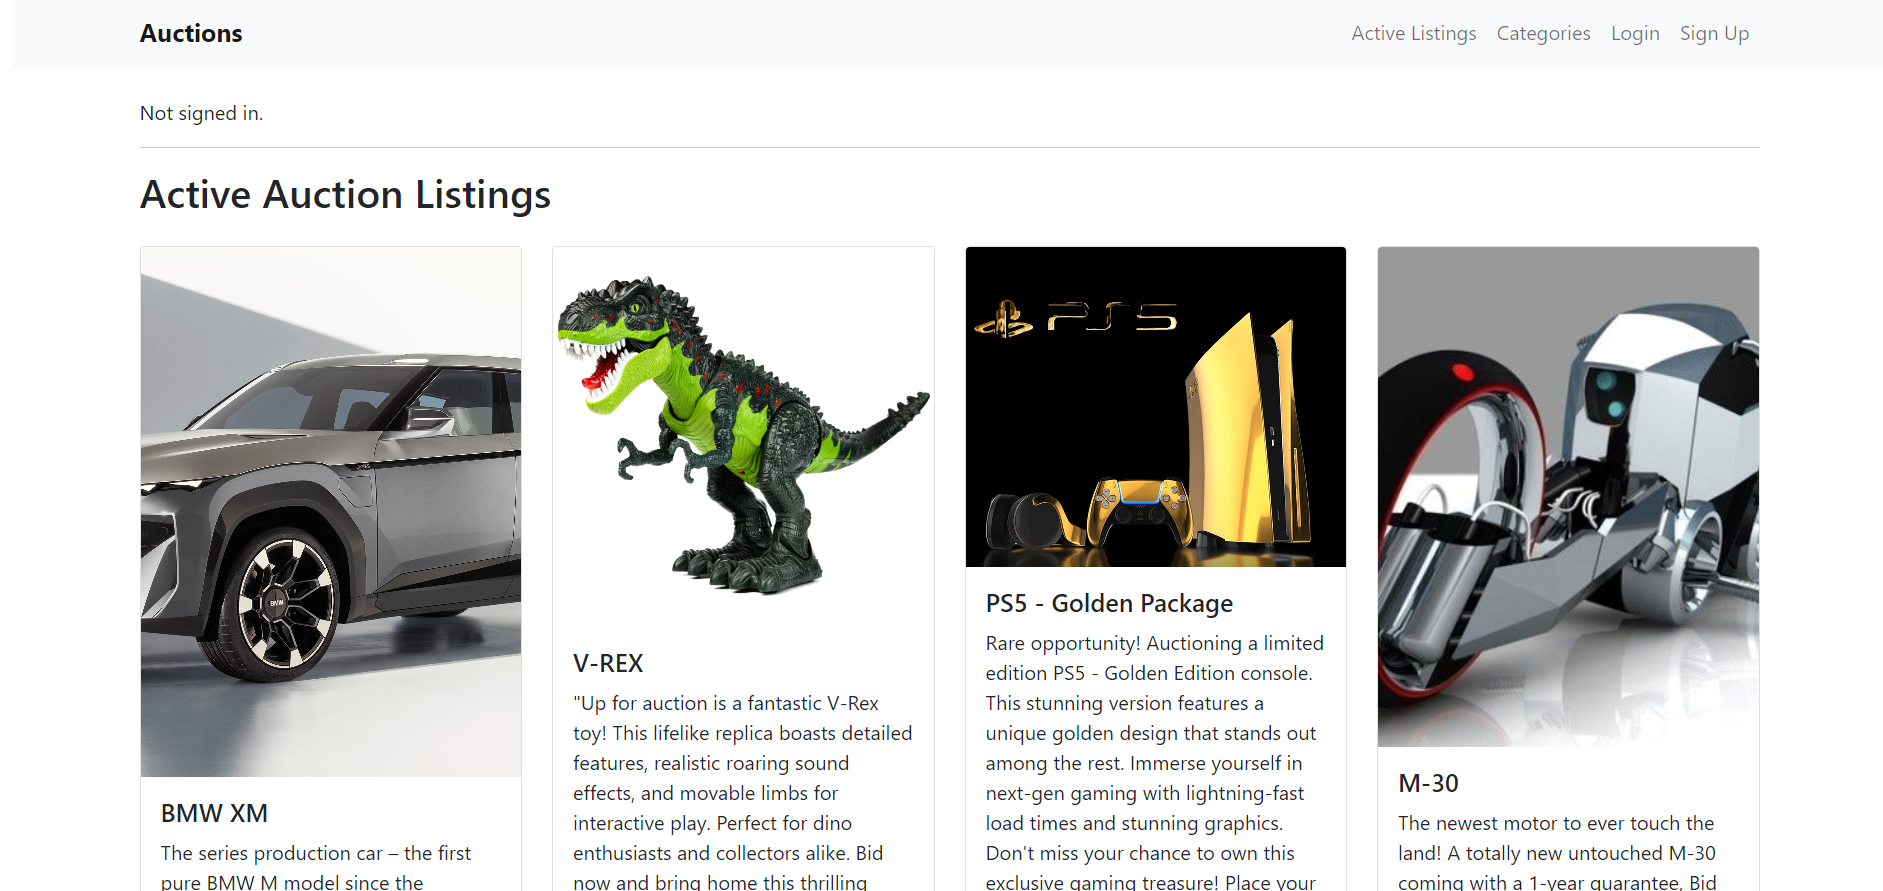 Auctions
Active Listings Categories Login Sign Up
Not signed in.
Active Auction Listings
BMW
BMW XM
The series production car – the first
pure BMW M model since the
V-REX
"Up for auction is a fantastic V-Rex
toy! This lifelike replica boasts detailed
features, realistic roaring sound
effects, and movable limbs for
interactive play. Perfect for dino
enthusiasts and collectors alike. Bid
now and bring home this thrilling
PS5
PS5 - Golden Package
Rare opportunity! Auctioning a limited
edition PS5 - Golden Edition console.
This stunning version features a
unique golden design that stands out
among the rest. Immerse yourself in
next-gen gaming with lightning-fast
load times and stunning graphics.
Don't miss your chance to own this
exclusive gaming treasure! Place your
M-30
The newest motor to ever touch the
land! A totally new untouched M-30
coming with a 1-year guarantee. Bid